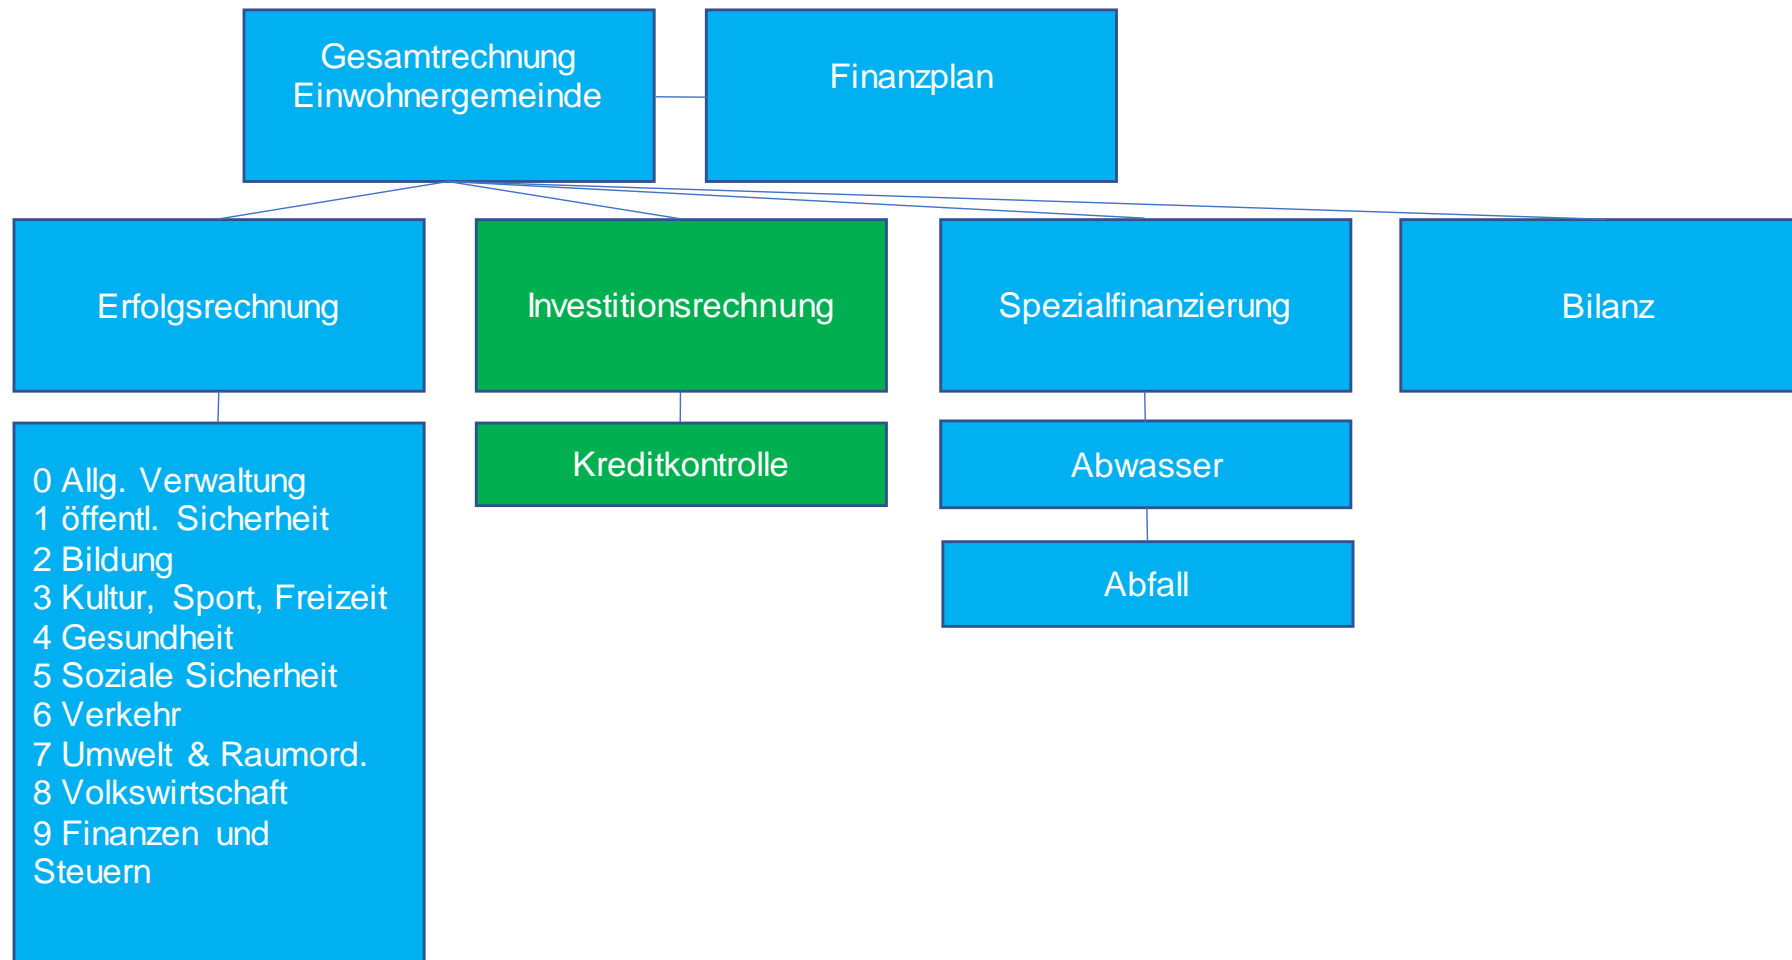 Gesamtrechnung
Einwohnergemeinde
Finanzplan
Erfolgsrechnung
Investitionsrechnung
Spezialfinanzierung
Bilanz
0 Allg. Verwaltung
1 öffentl. Sicherheit
2 Bildung
3 Kultur, Sport, Freizeit
4 Gesundheit
5 Soziale Sicherheit
6 Verkehr
7 Umwelt & Raumord.
8 Volkswirtschaft
9 Finanzen und
Steuern
Kreditkontrolle
Abwasser
Abfall